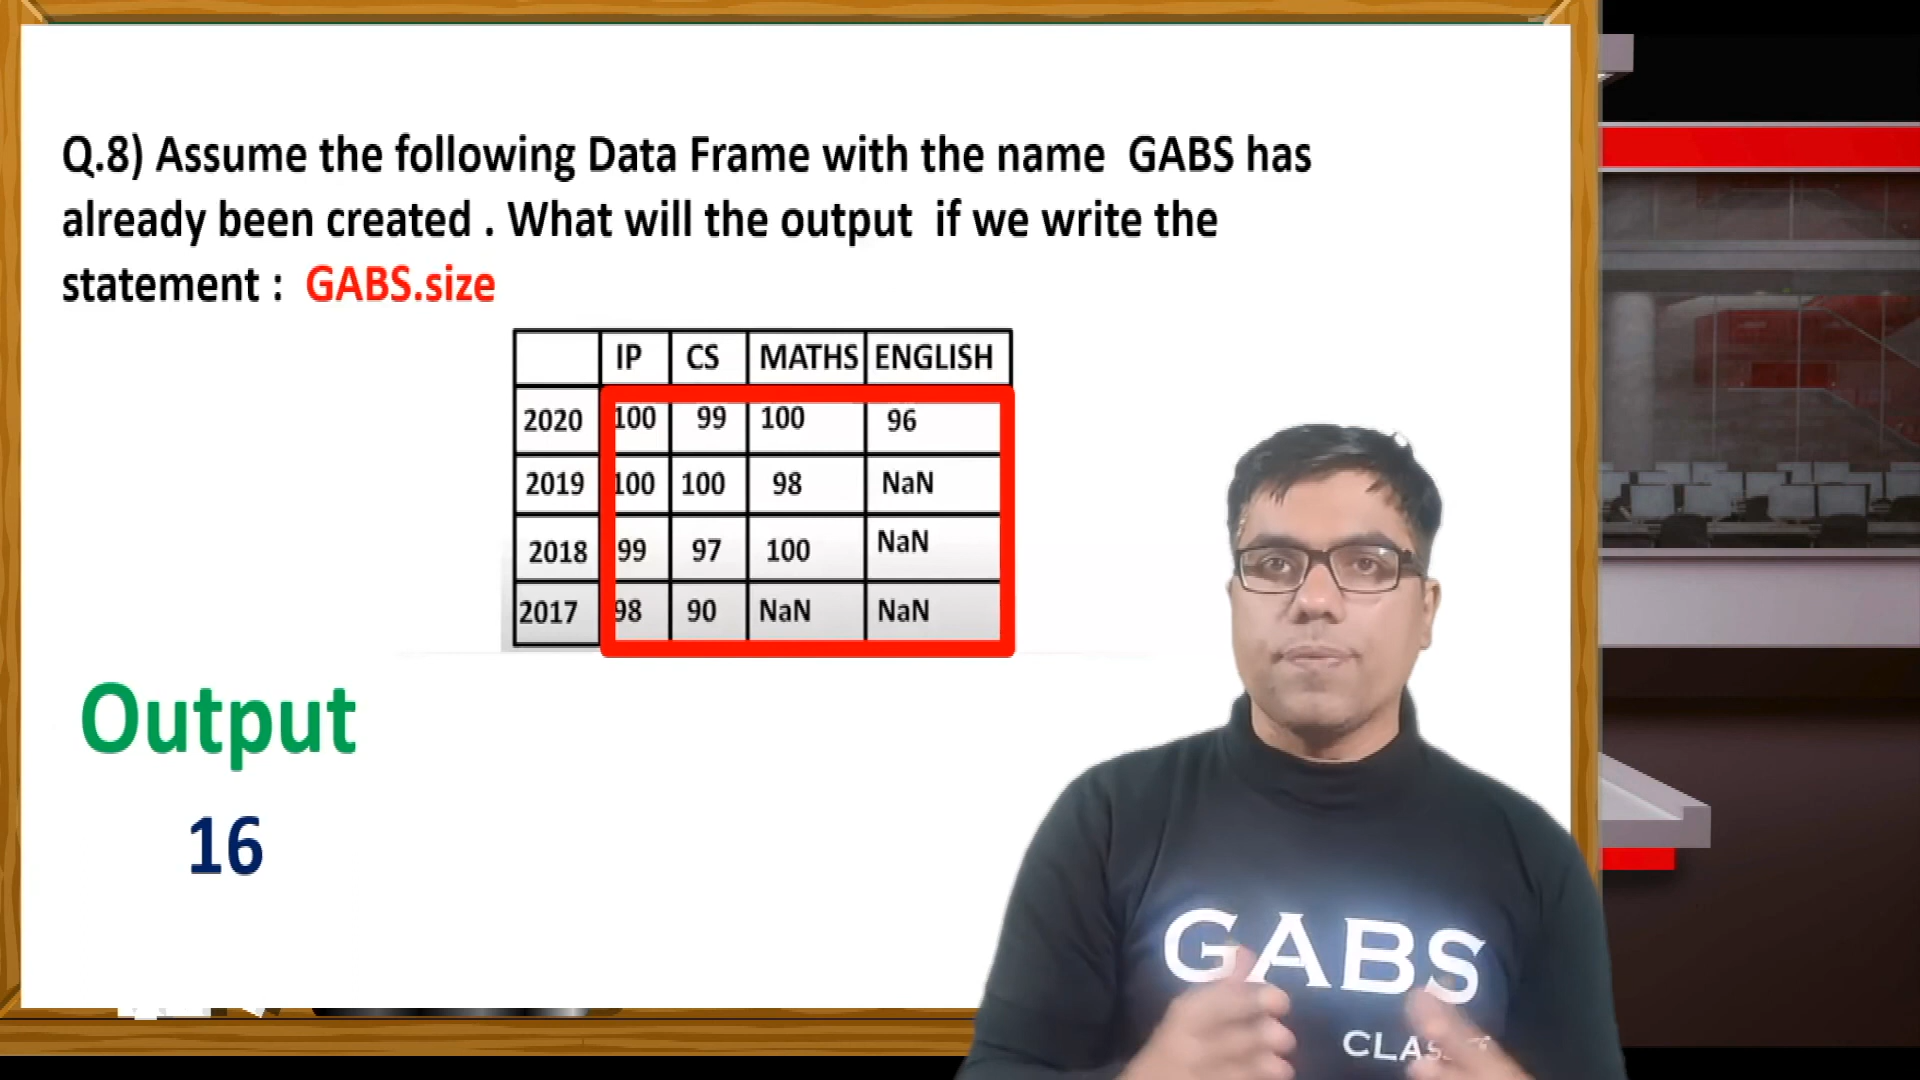 Q.8) Assume the following Data Frame with the name GABS has
already been created . What will the output if we write the
statement : GABS.size
IP CS MATHS ENGLISH
2020 100 99 100 96
2019 100 100 98 NaN
2018 99 97 100 NaN
2017 98 90 NaN NaN
Output
16
GABS